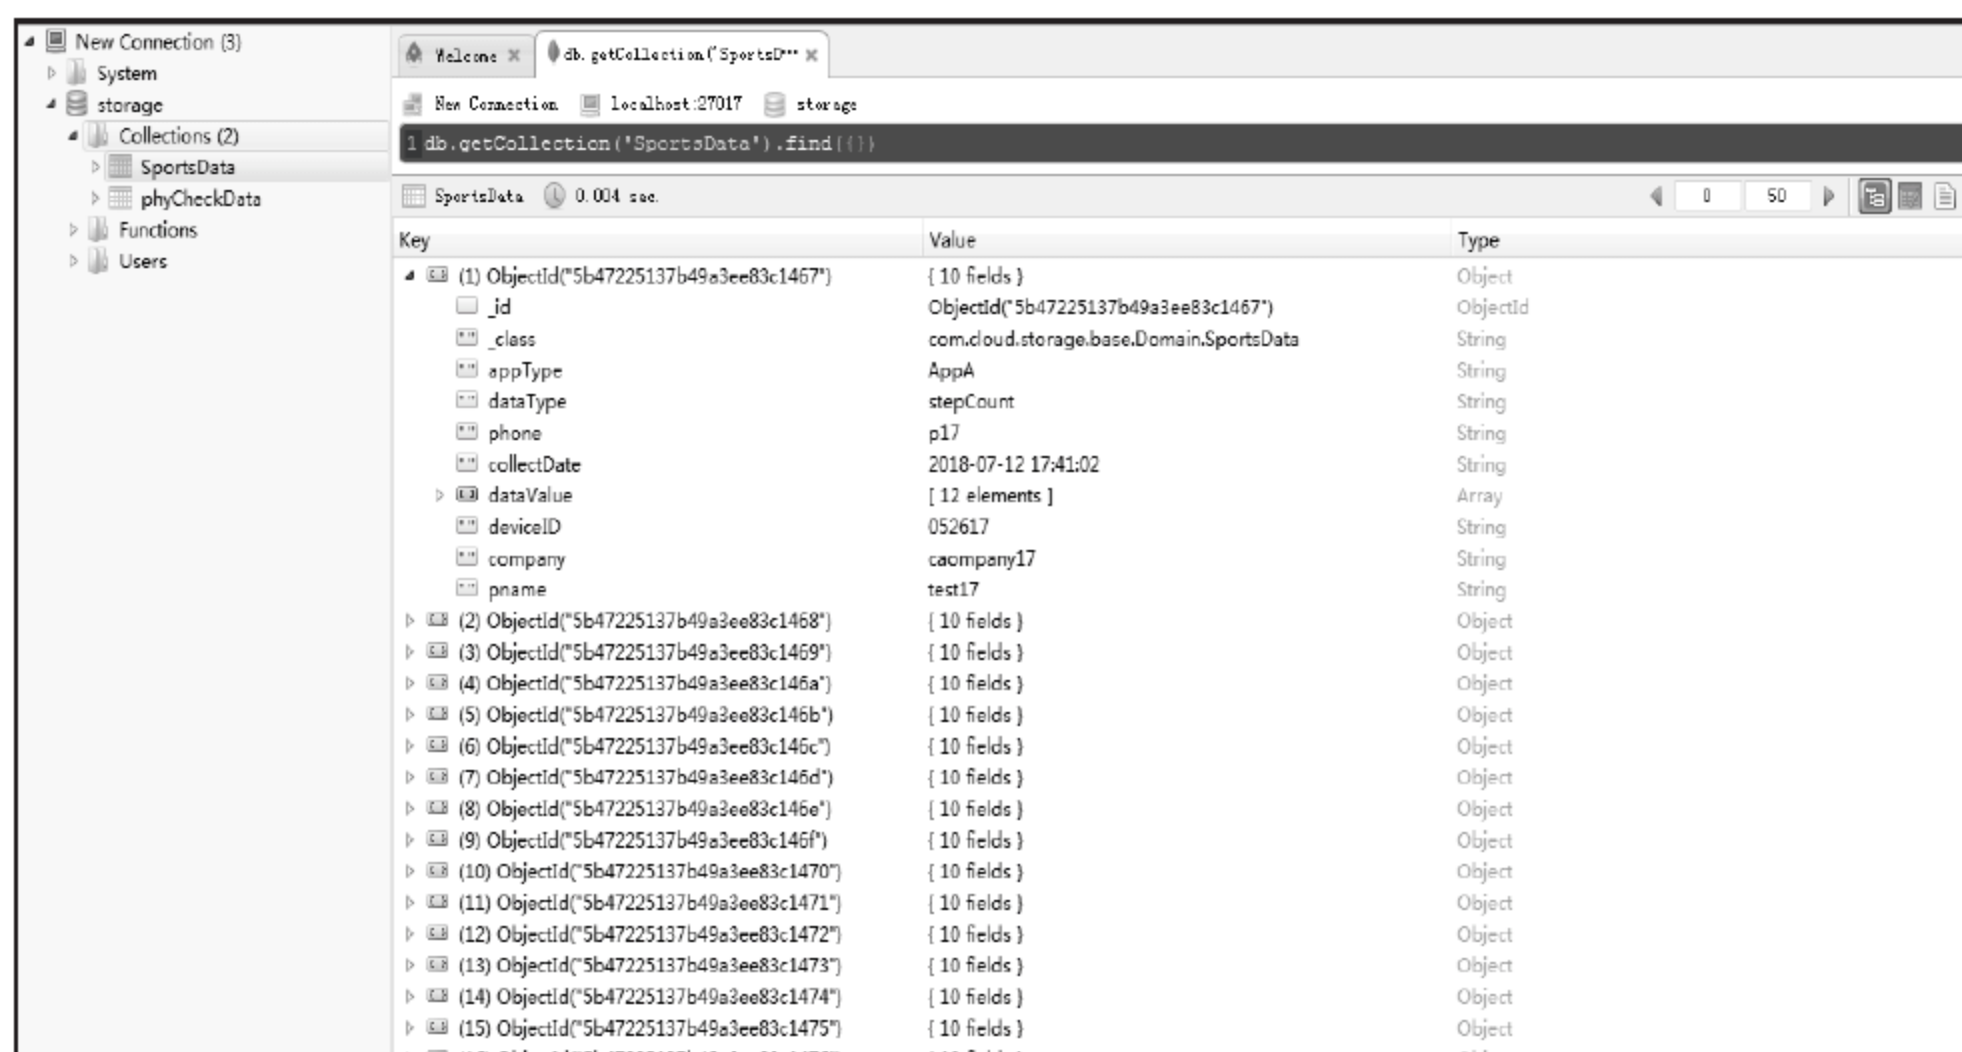 New Connection (3)
System
storage
Collections (2)
SportsData
phyCheckData
Functions
Users
Welcome
db.getCollection('SportsD···
New Connection localhost:27017 storage
1 db.getCollection('SportsData').find({})
SportsData 0.004 sec.
0 50
Key Value Type
(1) ObjectId("5b47225137b49a3ee83c1467") { 10 fields } Object
_id ObjectId("5b47225137b49a3ee83c1467") ObjectId
_class com.cloud.storage.base.Domain.SportsData String
appType AppA String
dataType stepCount String
phone p17 String
collectDate 2018-07-12 17:41:02 String
dataValue [ 12 elements ] Array
deviceID 052617 String
company caompany17 String
pname test17 String
(2) ObjectId("5b47225137b49a3ee83c1468") { 10 fields } Object
(3) ObjectId("5b47225137b49a3ee83c1469") { 10 fields } Object
(4) ObjectId("5b47225137b49a3ee83c146a") { 10 fields } Object
(5) ObjectId("5b47225137b49a3ee83c146b") { 10 fields } Object
(6) ObjectId("5b47225137b49a3ee83c146c") { 10 fields } Object
(7) ObjectId("5b47225137b49a3ee83c146d") { 10 fields } Object
(8) ObjectId("5b47225137b49a3ee83c146e") { 10 fields } Object
(9) ObjectId("5b47225137b49a3ee83c146f") { 10 fields } Object
(10) ObjectId("5b47225137b49a3ee83c1470") { 10 fields } Object
(11) ObjectId("5b47225137b49a3ee83c1471") { 10 fields } Object
(12) ObjectId("5b47225137b49a3ee83c1472") { 10 fields } Object
(13) ObjectId("5b47225137b49a3ee83c1473") { 10 fields } Object
(14) ObjectId("5b47225137b49a3ee83c1474") { 10 fields } Object
(15) ObjectId("5b47225137b49a3ee83c1475") { 10 fields } Object